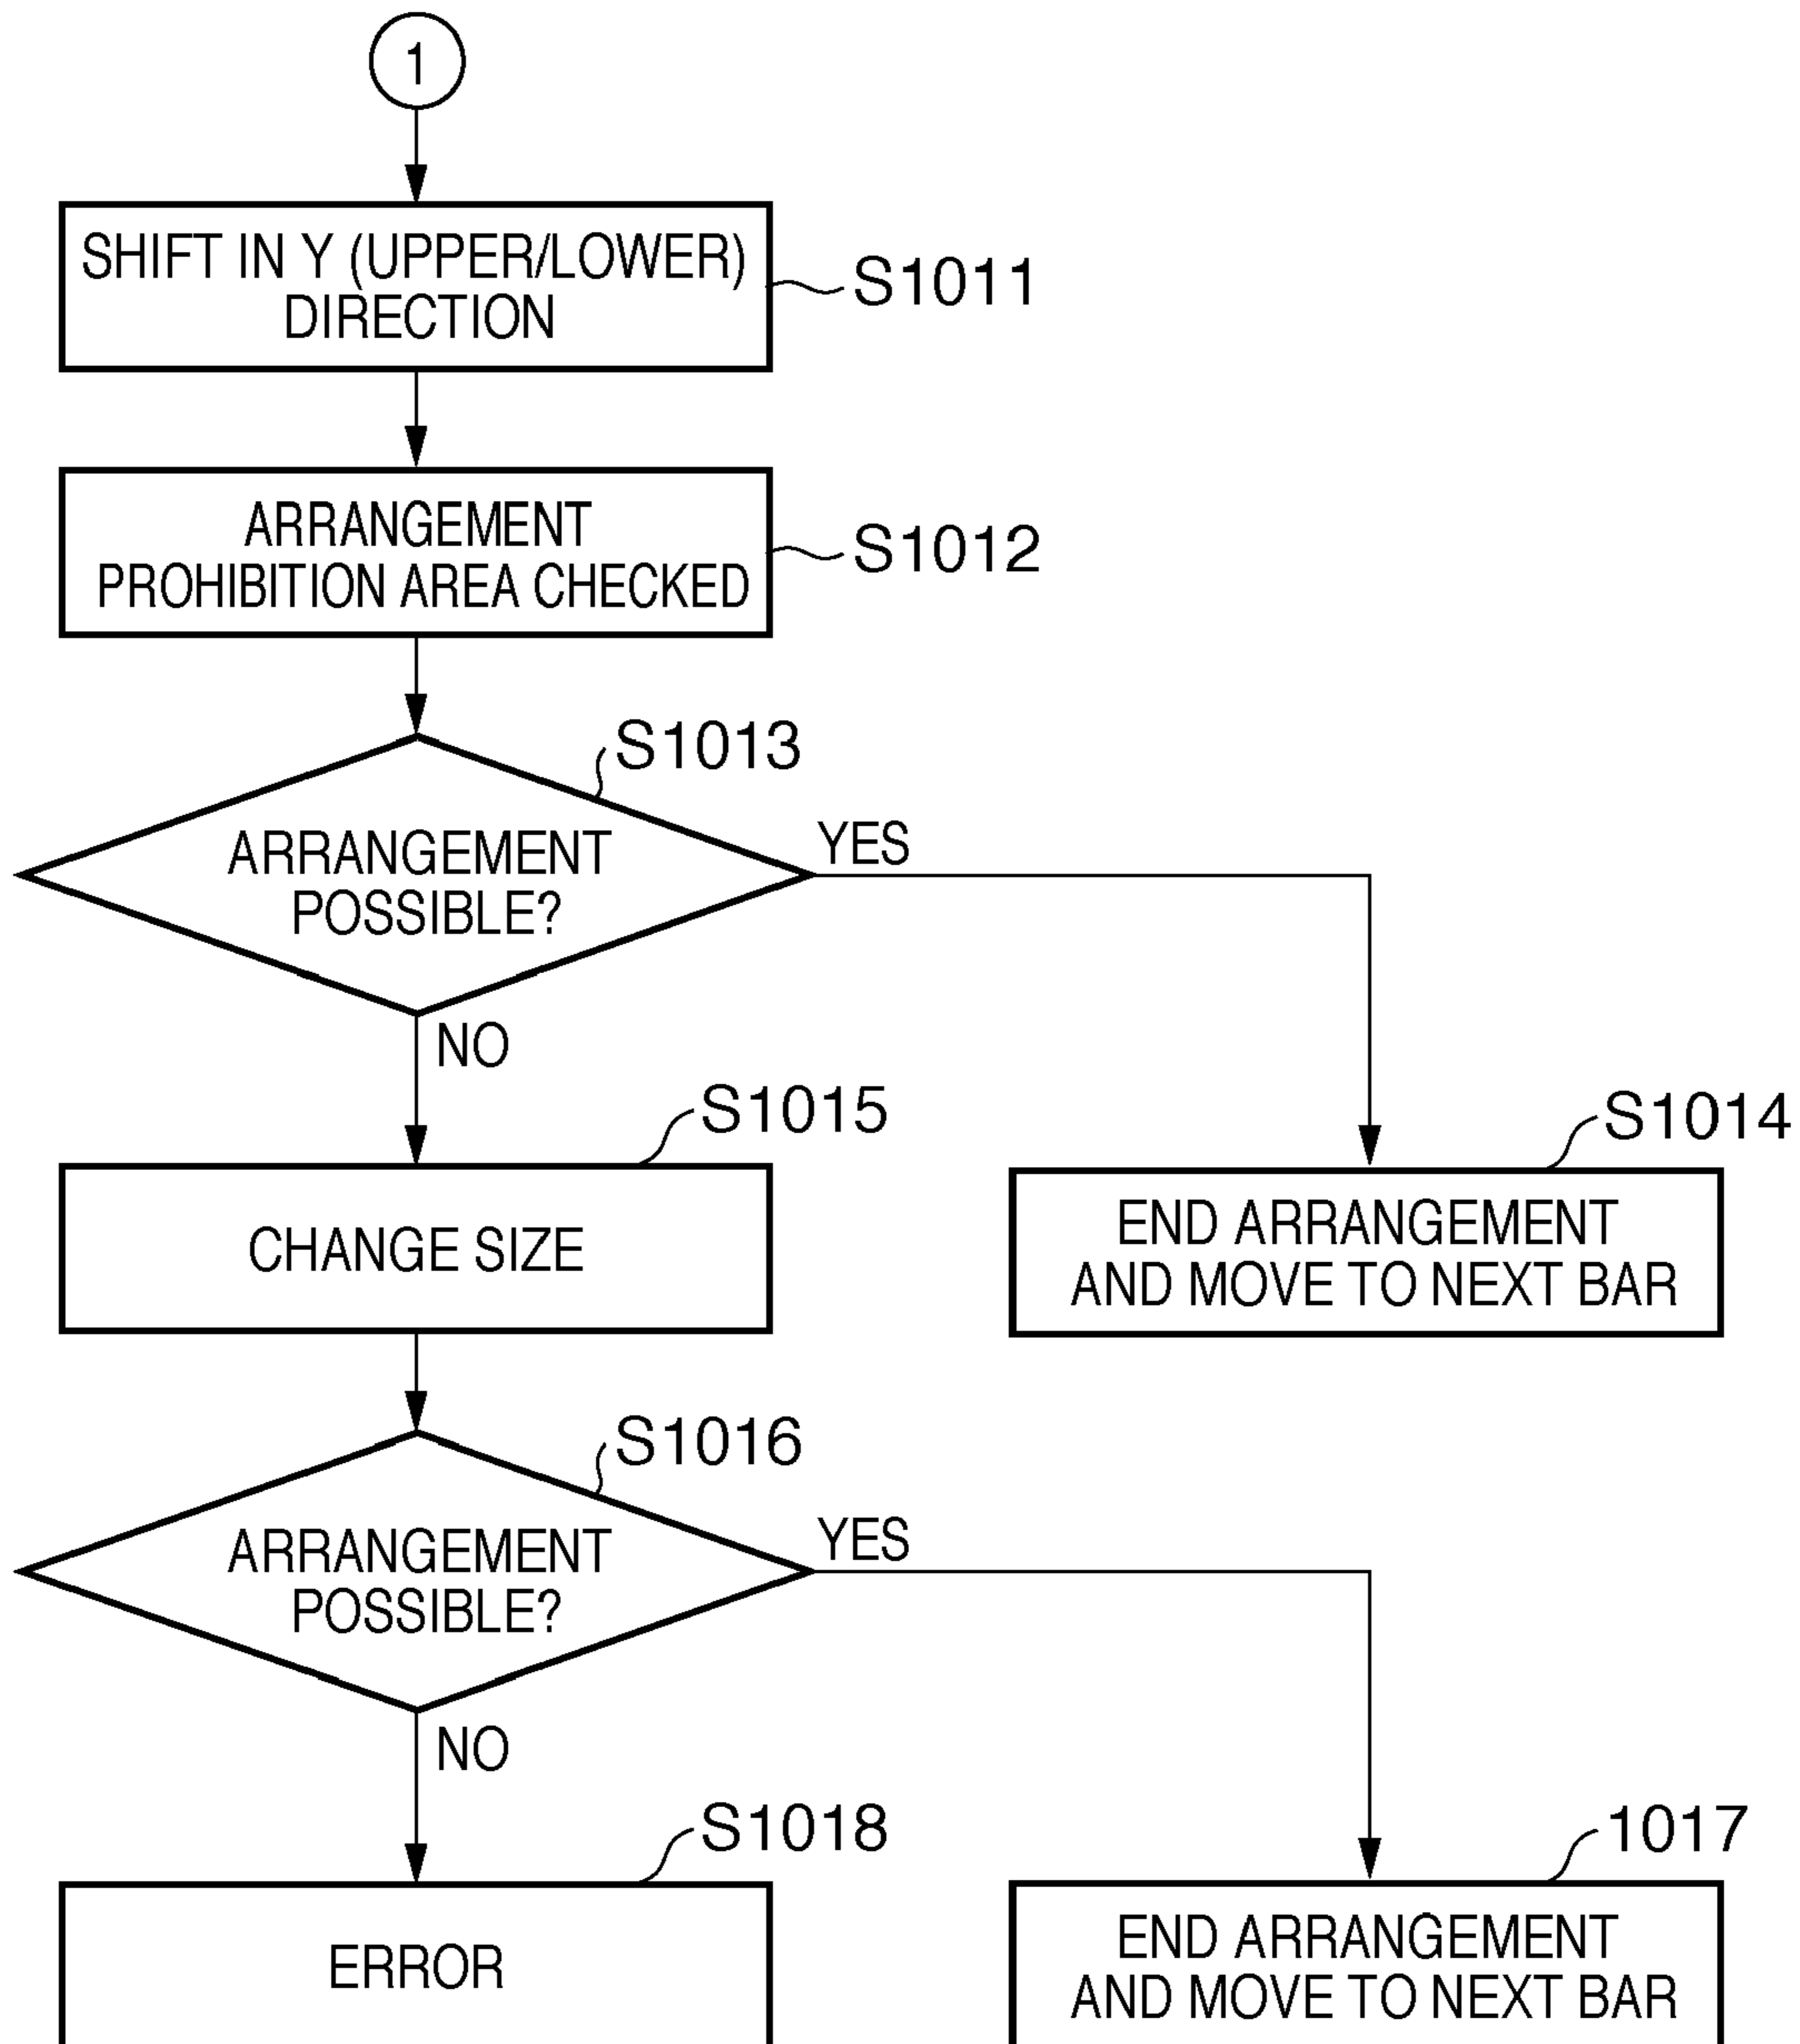 1
SHIFT IN Y (UPPER/LOWER)
DIRECTION
S1011
ARRANGEMENT
PROHIBITION AREA CHECKED
S1012
S1013
ARRANGEMENT
POSSIBLE?
YES
NO
S1015
CHANGE SIZE
S1014
END ARRANGEMENT
AND MOVE TO NEXT BAR
S1016
ARRANGEMENT
POSSIBLE?
YES
NO
S1018
ERROR
1017
END ARRANGEMENT
AND MOVE TO NEXT BAR